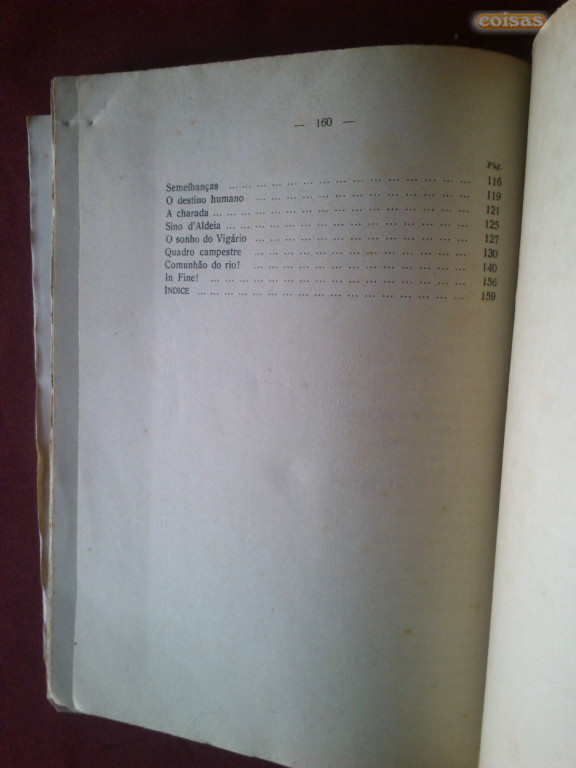 coisas
— 160 —
Pág.
Semelhanças ... ... ... ... ... ... ... ... ... ... ... ... ... ... ... 116
O destino humano ... ... ... ... ... ... ... ... ... ... ... ... ... 119
A charada ... ... ... ... ... ... ... ... ... ... ... ... ... ... ... ... 121
Sino d'Aldeia ... ... ... ... ... ... ... ... ... ... ... ... ... ... ... 125
O sonho do Vigário ... ... ... ... ... ... ... ... ... ... ... ... ... 127
Quadro campestre ... ... ... ... ... ... ... ... ... ... ... ... ... 130
Comunhão do rio! ... ... ... ... ... ... ... ... ... ... ... ... ... 140
In Fine! ... ... ... ... ... ... ... ... ... ... ... ... ... ... ... ... 156
INDICE ... ... ... ... ... ... ... ... ... ... ... ... ... ... ... ... ... 159